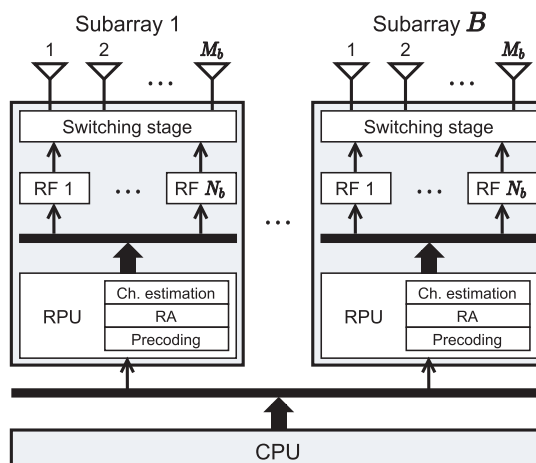 Subarray 1 Subarray B
1 2 ... M_b 1 2 ... M_b
Switching stage Switching stage
RF 1 ... RF N_b RF 1 ... RF N_b
...
Ch. estimation Ch. estimation
RPU RA RPU RA
Precoding Precoding
CPU